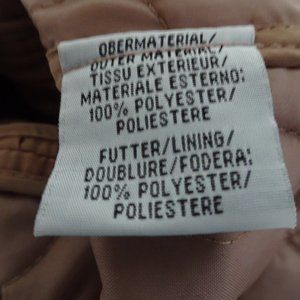 OBERMATERIAL/
OUTER MATERIAL/
TISSU EXTERIEUR/
MATERIALE ESTERNO:
100% POLYESTER/
POLIESTERE
FUTTER/LINING/
DOUBLURE/FODERA:
100% POLYESTER/
POLIESTERE